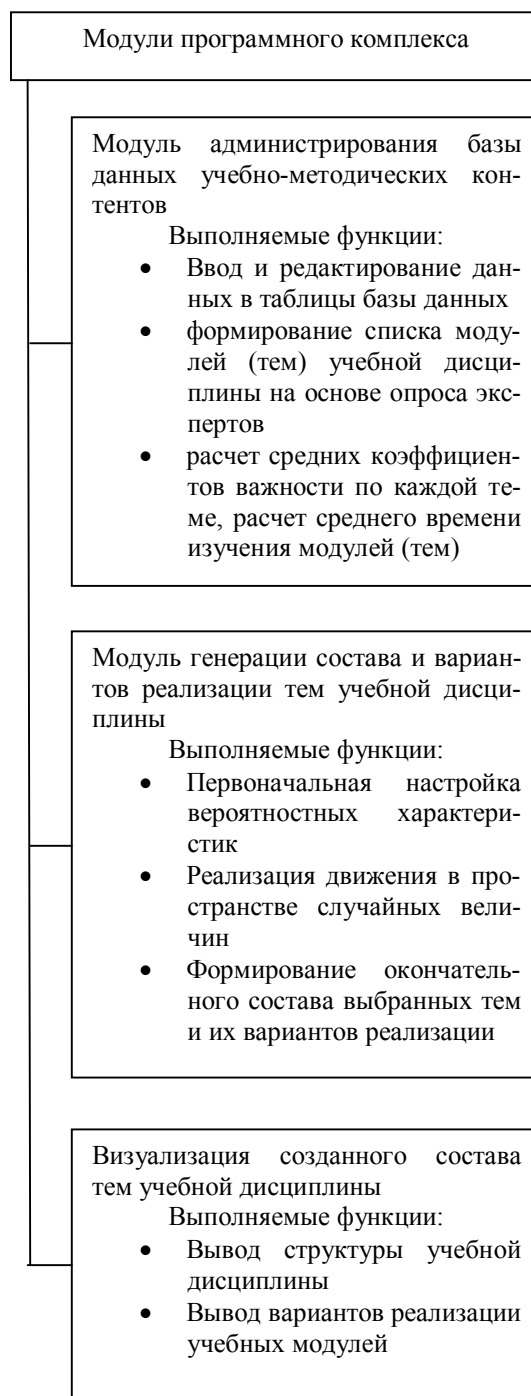 Модули программного комплекса
Модуль администрирования базы
данных учебно-методических кон-
тентов
Выполняемые функции:
• Ввод и редактирование дан-
ных в таблицы базы данных
• формирование списка моду-
лей (тем) учебной дисци-
плины на основе опроса экс-
пертов
• расчет средних коэффициен-
тов важности по каждой те-
ме, расчет среднего времени
изучения модулей (тем)
Модуль генерации состава и вариан-
тов реализации тем учебной дисци-
плины
Выполняемые функции:
• Первоначальная настройка
вероятностных характери-
стик
• Реализация движения в про-
странстве случайных вели-
чин
• Формирование окончатель-
ного состава выбранных тем
и их вариантов реализации
Визуализация созданного состава
тем учебной дисциплины
Выполняемые функции:
• Вывод структуры учебной
дисциплины
• Вывод вариантов реализации
учебных модулей